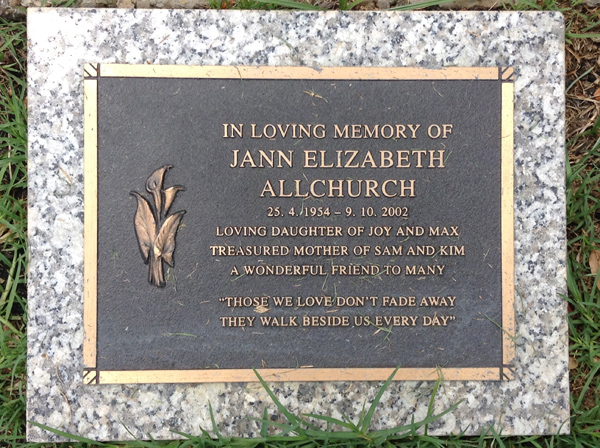 IN LOVING MEMORY OF
JANN ELIZABETH
ALLCHURCH
25. 4. 1954 – 9. 10. 2002
LOVING DAUGHTER OF JOY AND MAX
TREASURED MOTHER OF SAM AND KIM
A WONDERFUL FRIEND TO MANY
“THOSE WE LOVE DON’T FADE AWAY
THEY WALK BESIDE US EVERY DAY”